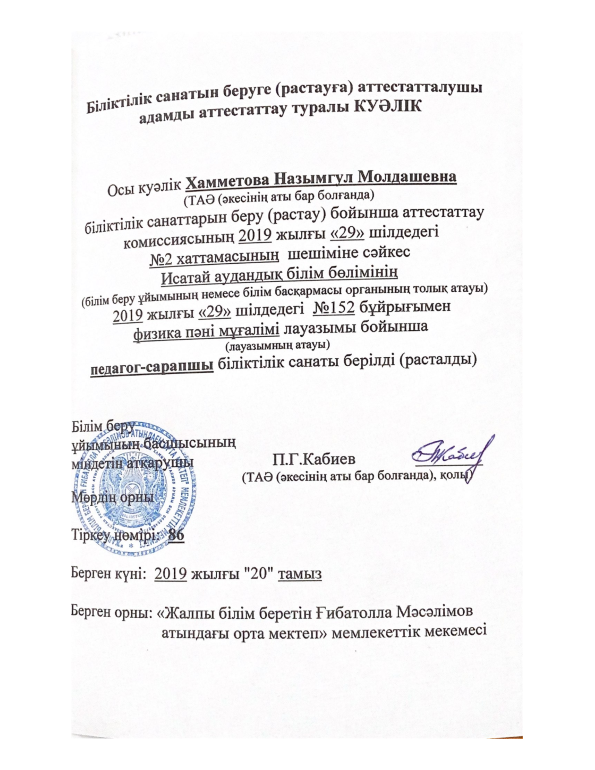 Біліктілік санатын беруге (растауға) аттестатталушы
адамды аттестаттау туралы КУӘЛІК
Осы куәлік Хамметова Назымгул Молдашевна
(ТАӘ (әкесінің аты бар болғанда)
біліктілік санаттарын беру (растау) бойынша аттестаттау
комиссиясының 2019 жылғы «29» шілдедегі
№2 хаттамасының шешіміне сәйкес
Исатай аудандық білім бөлімінің
(білім беру ұйымының немесе білім басқармасы органының толық атауы)
2019 жылғы «29» шілдедегі №152 бұйрығымен
физика пәні мұғалімі лауазымы бойынша
(лауазымның атауы)
педагог-сарапшы біліктілік санаты берілді (расталды)
Білім беру
ұйымының басшысының
міндетін атқарушы
П.Г.Кабиев
(ТАӘ (әкесінің аты бар болғанда), қолы)
Мөрдің орны
Тіркеу нөмірі: 86
Берген күні: 2019 жылғы "20" тамыз
Берген орны: «Жалпы білім беретін Ғибатолла Мәсәлімов
атындағы орта мектеп» мемлекеттік мекемесі